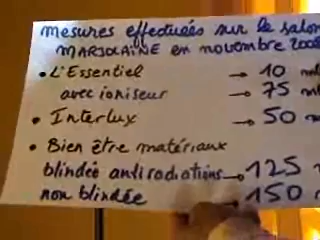 Mesures effectuées sur le salon
MARJOLAINE en novembre 2008
• L'Essentiel → 10
avec ioniseur → 75
• Interlux → 50
• Bien être matériaux
blindée antiradiations → 125
non blindée → 150